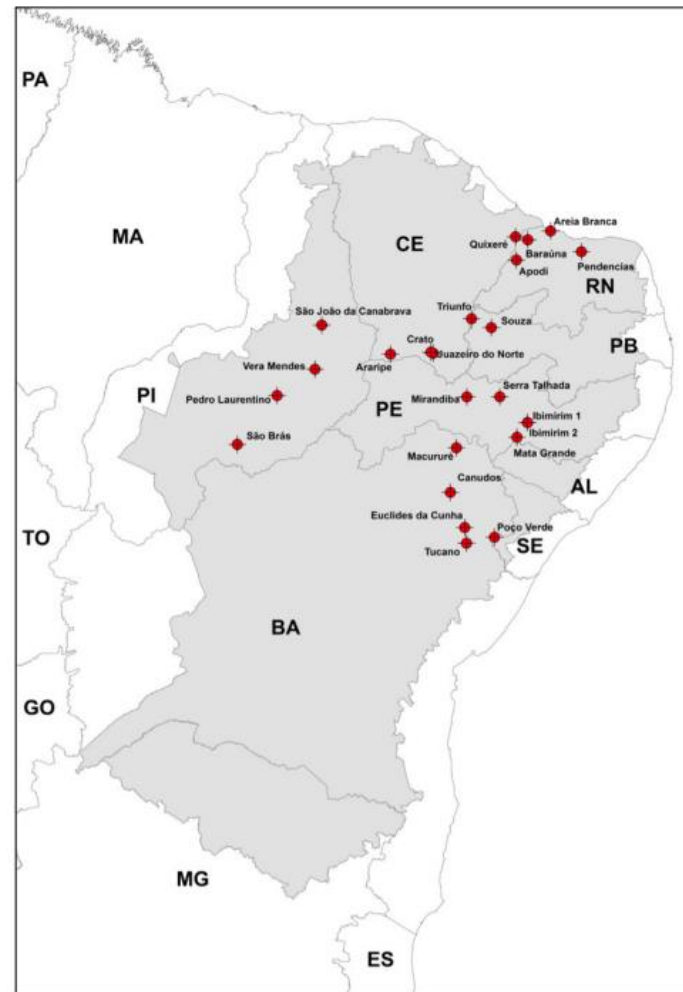 PA
MA
CE
Areia Branca
Quixeré
Baraúna
Pendencias
Apodi
RN
São João da Canabrava
Triunfo
Souza
Crato
Juazeiro do Norte
PB
Araripe
Vera Mendes
PI
Pedro Laurentino
PE
Mirandiba
Serra Talhada
Ibimirim 1
Ibimirim 2
São Brás
Mata Grande
Macururé
Canudos
AL
Euclides da Cunha
Poço Verde
TO
Tucano
SE
BA
GO
MG
ES